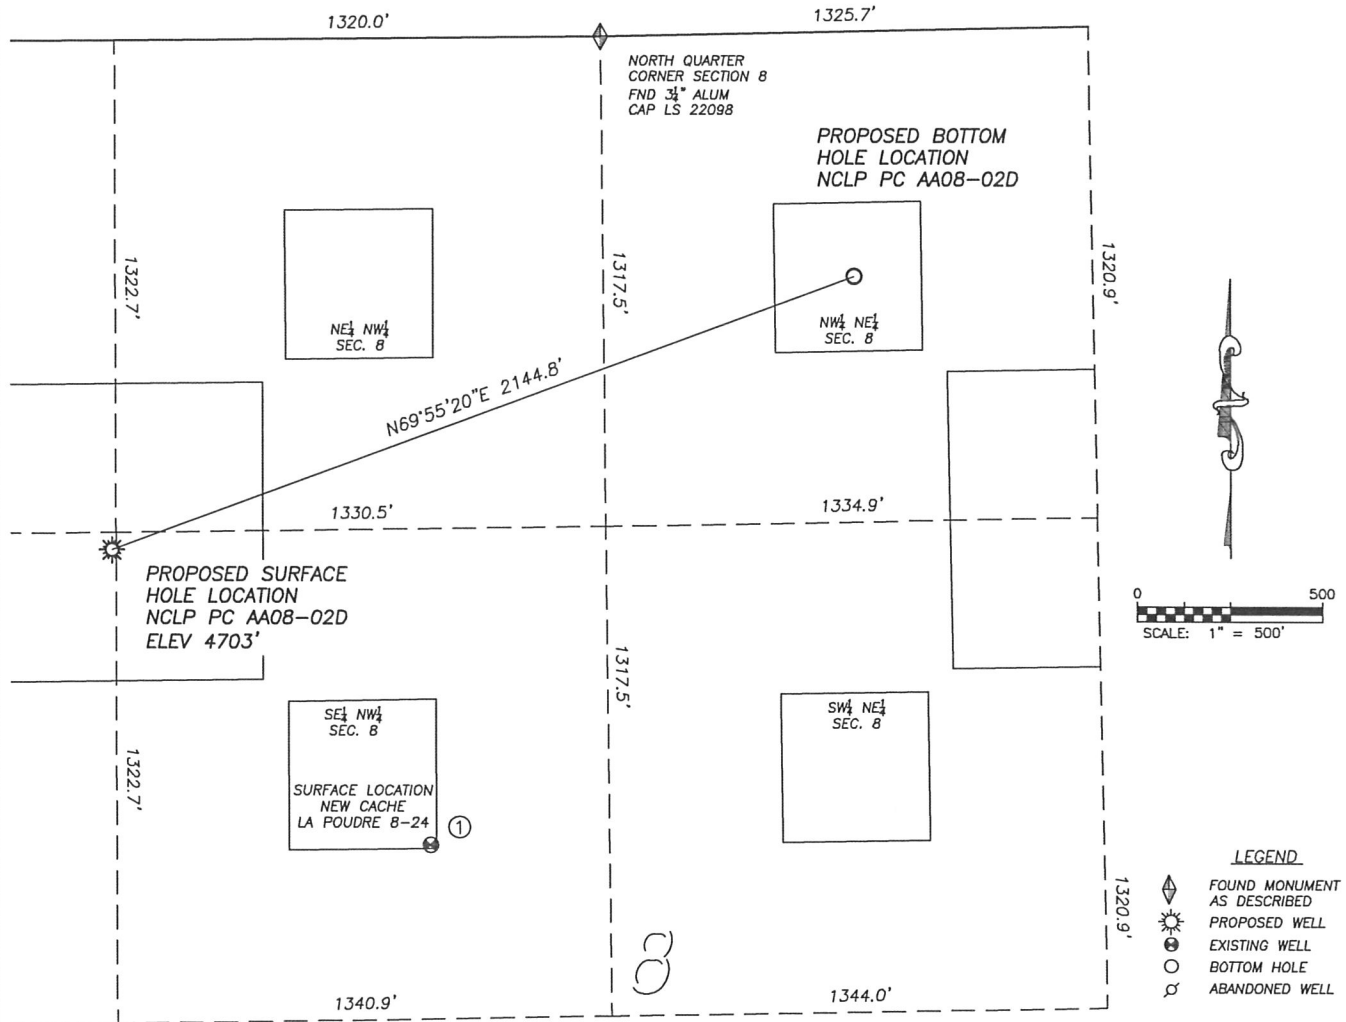 1320.0'
1325.7'
NORTH QUARTER
CORNER SECTION 8
FND 3¼" ALUM
CAP LS 22098
PROPOSED BOTTOM
HOLE LOCATION
NCLP PC AA08-02D
1322.7'
1317.5'
1320.9'
NE¼ NW¼
SEC. 8
NW¼ NE¼
SEC. 8
N69°55'20"E 2144.8'
1330.5'
1334.9'
PROPOSED SURFACE
HOLE LOCATION
NCLP PC AA08-02D
ELEV 4703'
0 500
SCALE: 1" = 500'
1317.5'
SE¼ NW¼
SEC. 8
SW¼ NE¼
SEC. 8
1322.7'
SURFACE LOCATION
NEW CACHE
LA POUDRE 8-24
1
1320.9'
8
1340.9'
1344.0'
LEGEND
FOUND MONUMENT
AS DESCRIBED
PROPOSED WELL
EXISTING WELL
BOTTOM HOLE
ABANDONED WELL